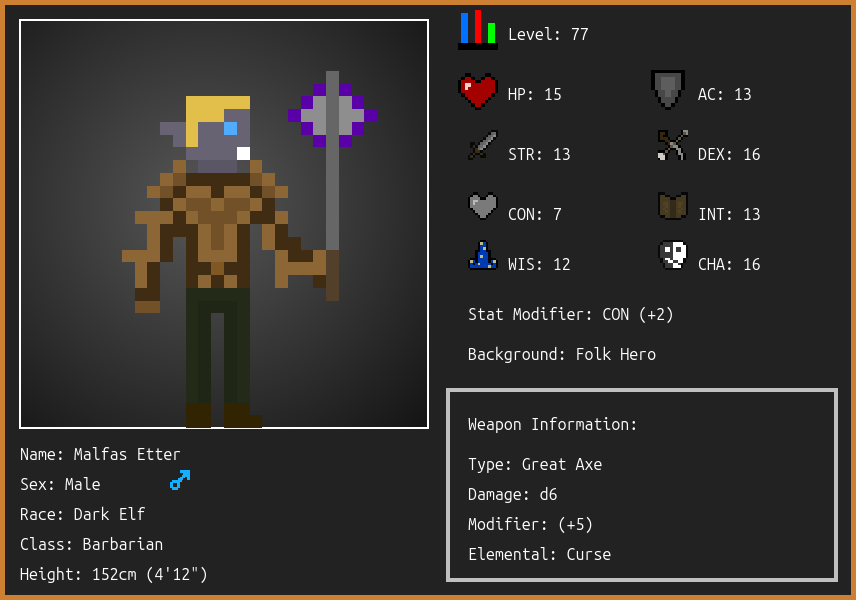 Level: 77
HP: 15
AC: 13
STR: 13
DEX: 16
CON: 7
INT: 13
WIS: 12
CHA: 16
Stat Modifier: CON (+2)
Background: Folk Hero
Weapon Information:
Type: Great Axe
Damage: d6
Modifier: (+5)
Elemental: Curse
Name: Malfas Etter
Sex: Male
Race: Dark Elf
Class: Barbarian
Height: 152cm (4'12")